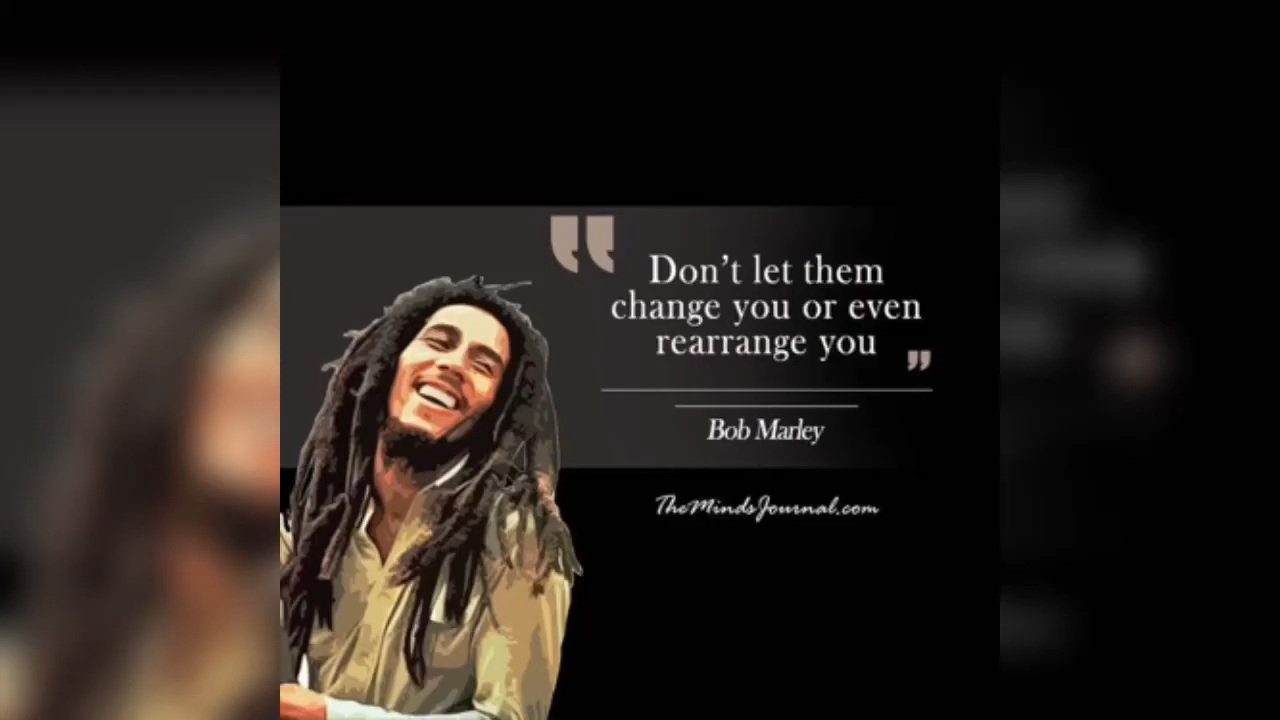 Don't let them
change you or even
rearrange you
Bob Marley
TheMindsJournal.com